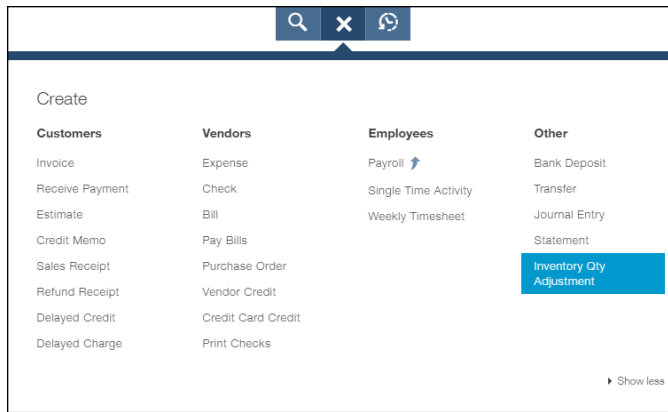 Create
Customers
Invoice
Receive Payment
Estimate
Credit Memo
Sales Receipt
Refund Receipt
Delayed Credit
Delayed Charge
Vendors
Expense
Check
Bill
Pay Bills
Purchase Order
Vendor Credit
Credit Card Credit
Print Checks
Employees
Payroll
Single Time Activity
Weekly Timesheet
Other
Bank Deposit
Transfer
Journal Entry
Statement
Inventory Qty
Adjustment
Show less